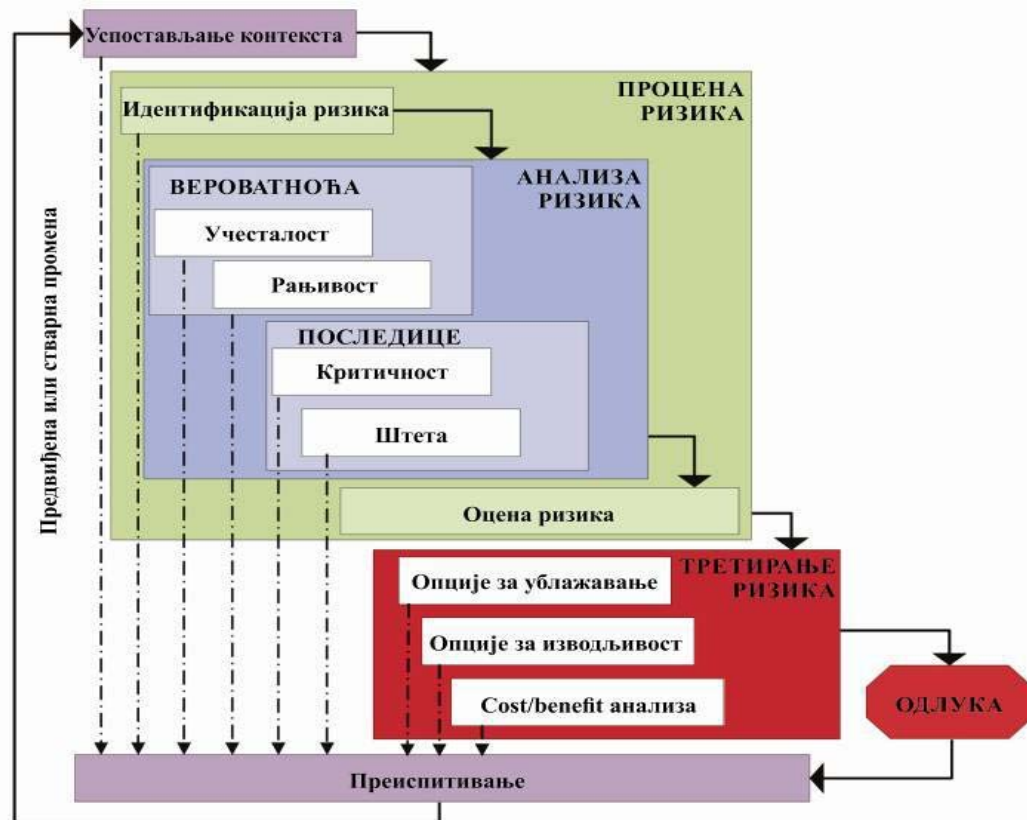 Успостављање контекста
ПРОЦЕНА
РИЗИКА
Идентификација ризика
АНАЛИЗА
РИЗИКА
ВЕРОВАТНОЋА
Учесталост
Рањивост
ПОСЛЕДИЦЕ
Критичност
Штета
Оцена ризика
ТРЕТИРАЊЕ
РИЗИКА
Опције за ублажавање
Опције за изводљивост
Cost/benefit анализа
ОДЛУКА
Преиспитивање
Предвиђена или стварна промена